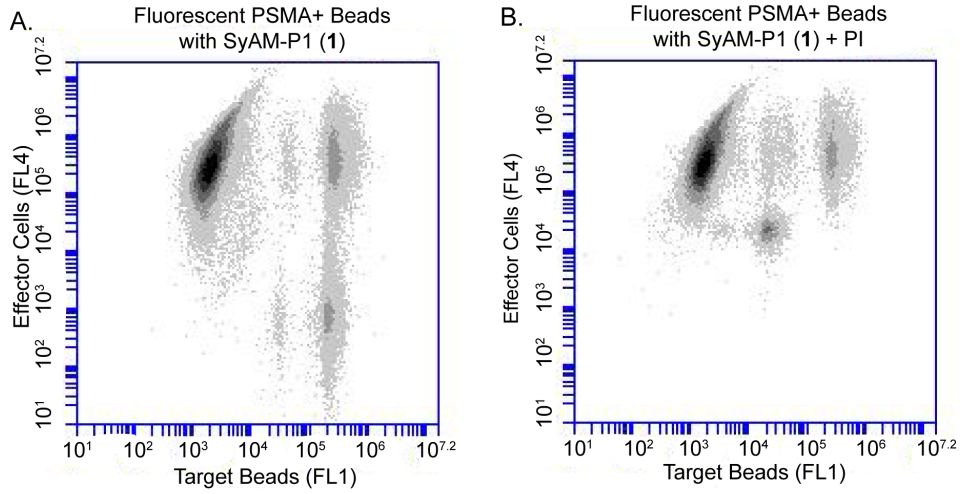 A.
Fluorescent PSMA+ Beads
with SyAM-P1 (1)
Effector Cells (FL4)
10^7.2
10^6
10^5
10^4
10^3
10^2
10^1
10^1 10^2 10^3 10^4 10^5 10^6 10^7.2
Target Beads (FL1)
B.
Fluorescent PSMA+ Beads
with SyAM-P1 (1) + PI
Effector Cells (FL4)
10^7.2
10^6
10^5
10^4
10^3
10^2
10^1
10^1 10^2 10^3 10^4 10^5 10^6 10^7.2
Target Beads (FL1)